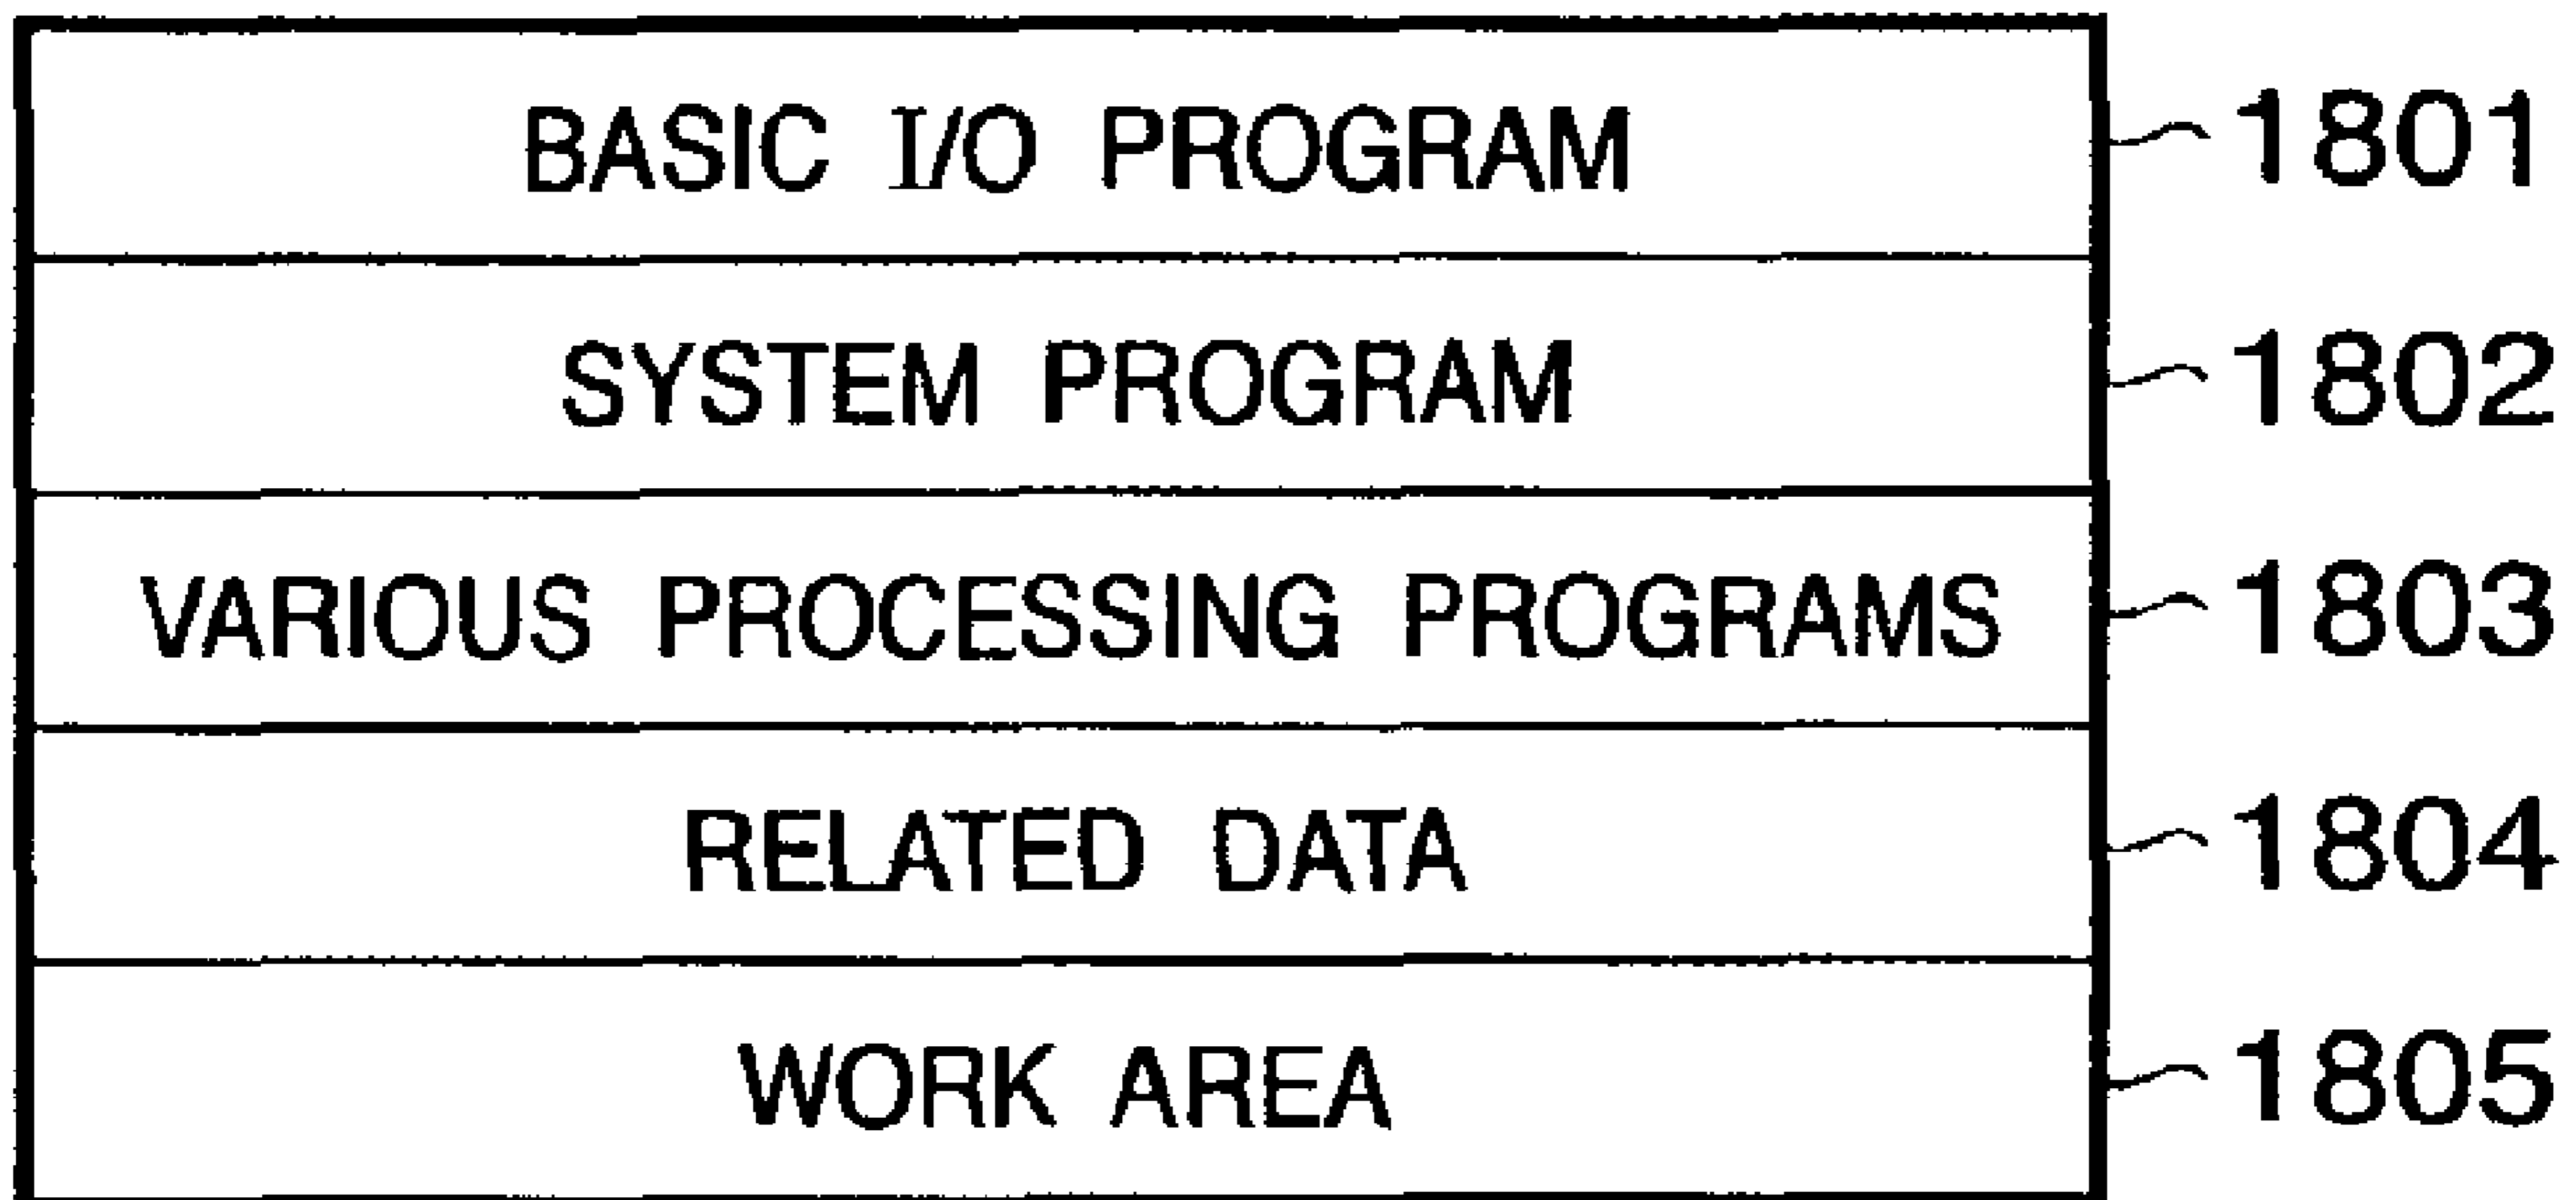 BASIC I/O PROGRAM 1801
SYSTEM PROGRAM 1802
VARIOUS PROCESSING PROGRAMS 1803
RELATED DATA 1804
WORK AREA 1805